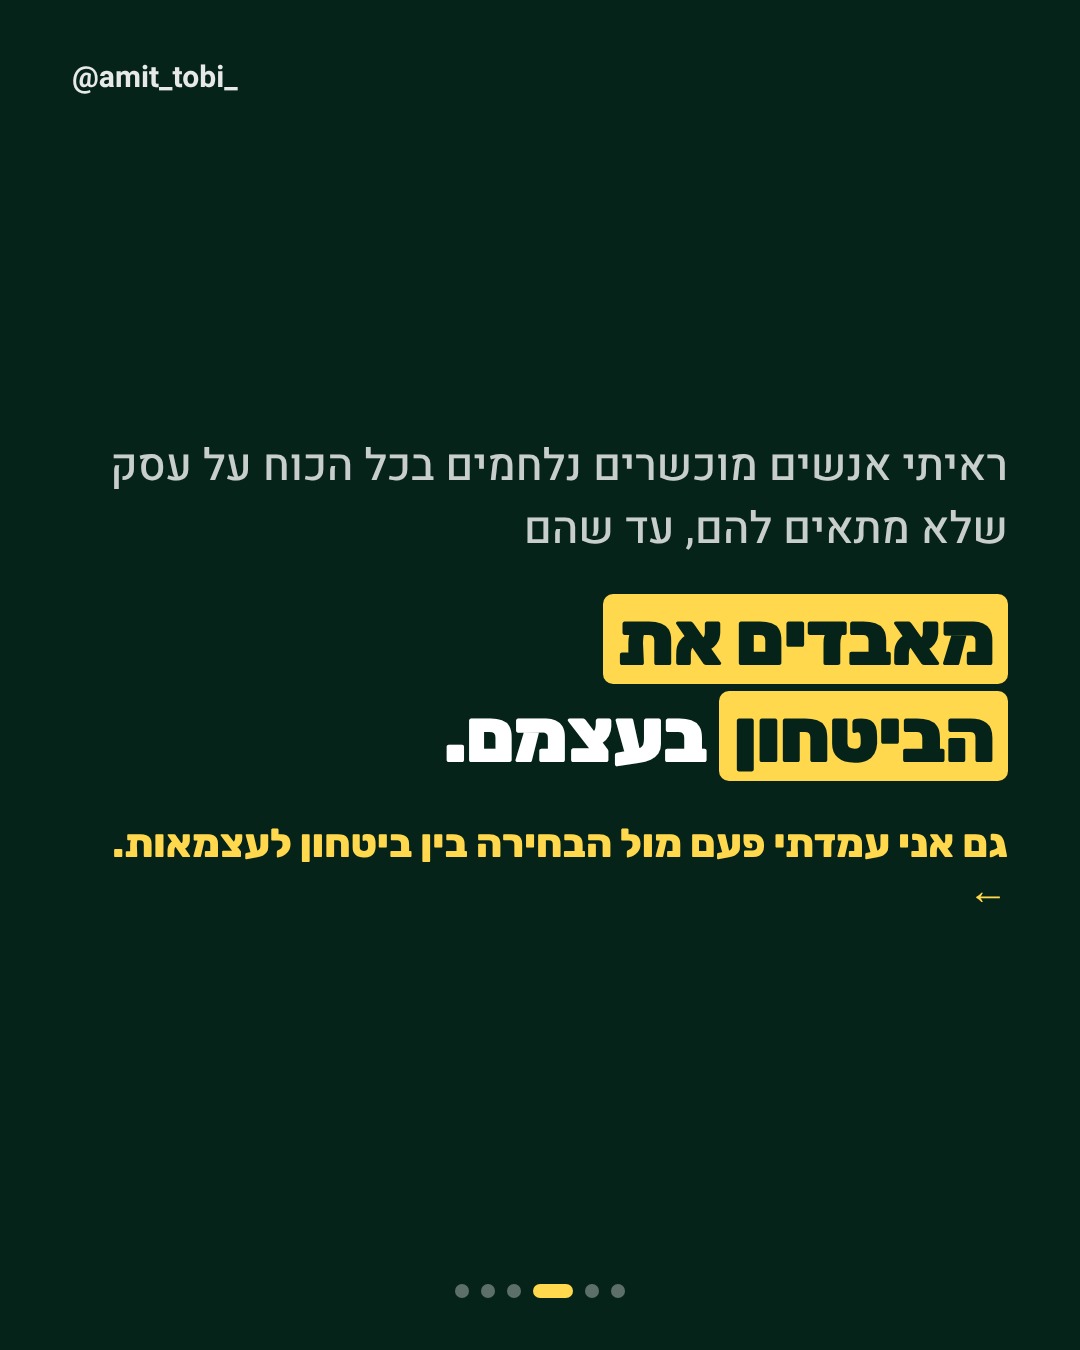 @amit_tobi_
ראיתי אנשים מוכשרים נלחמים בכל הכוח על עסק
שלא מתאים להם, עד שהם
מאבדים את
הביטחון בעצמם.
גם אני עמדתי פעם מול הבחירה בין ביטחון לעצמאות.
←